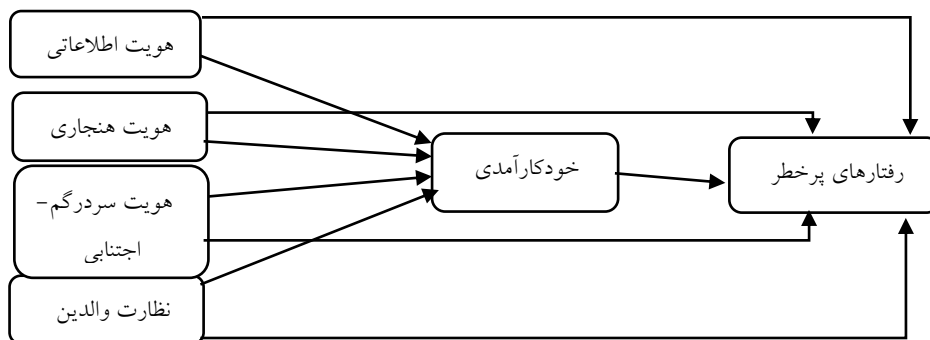 هویت اطلاعاتی
هویت هنجاری
هویت سردرگم-
اجتنابی
نظارت والدین
خودکارآمدی
رفتارهای پرخطر